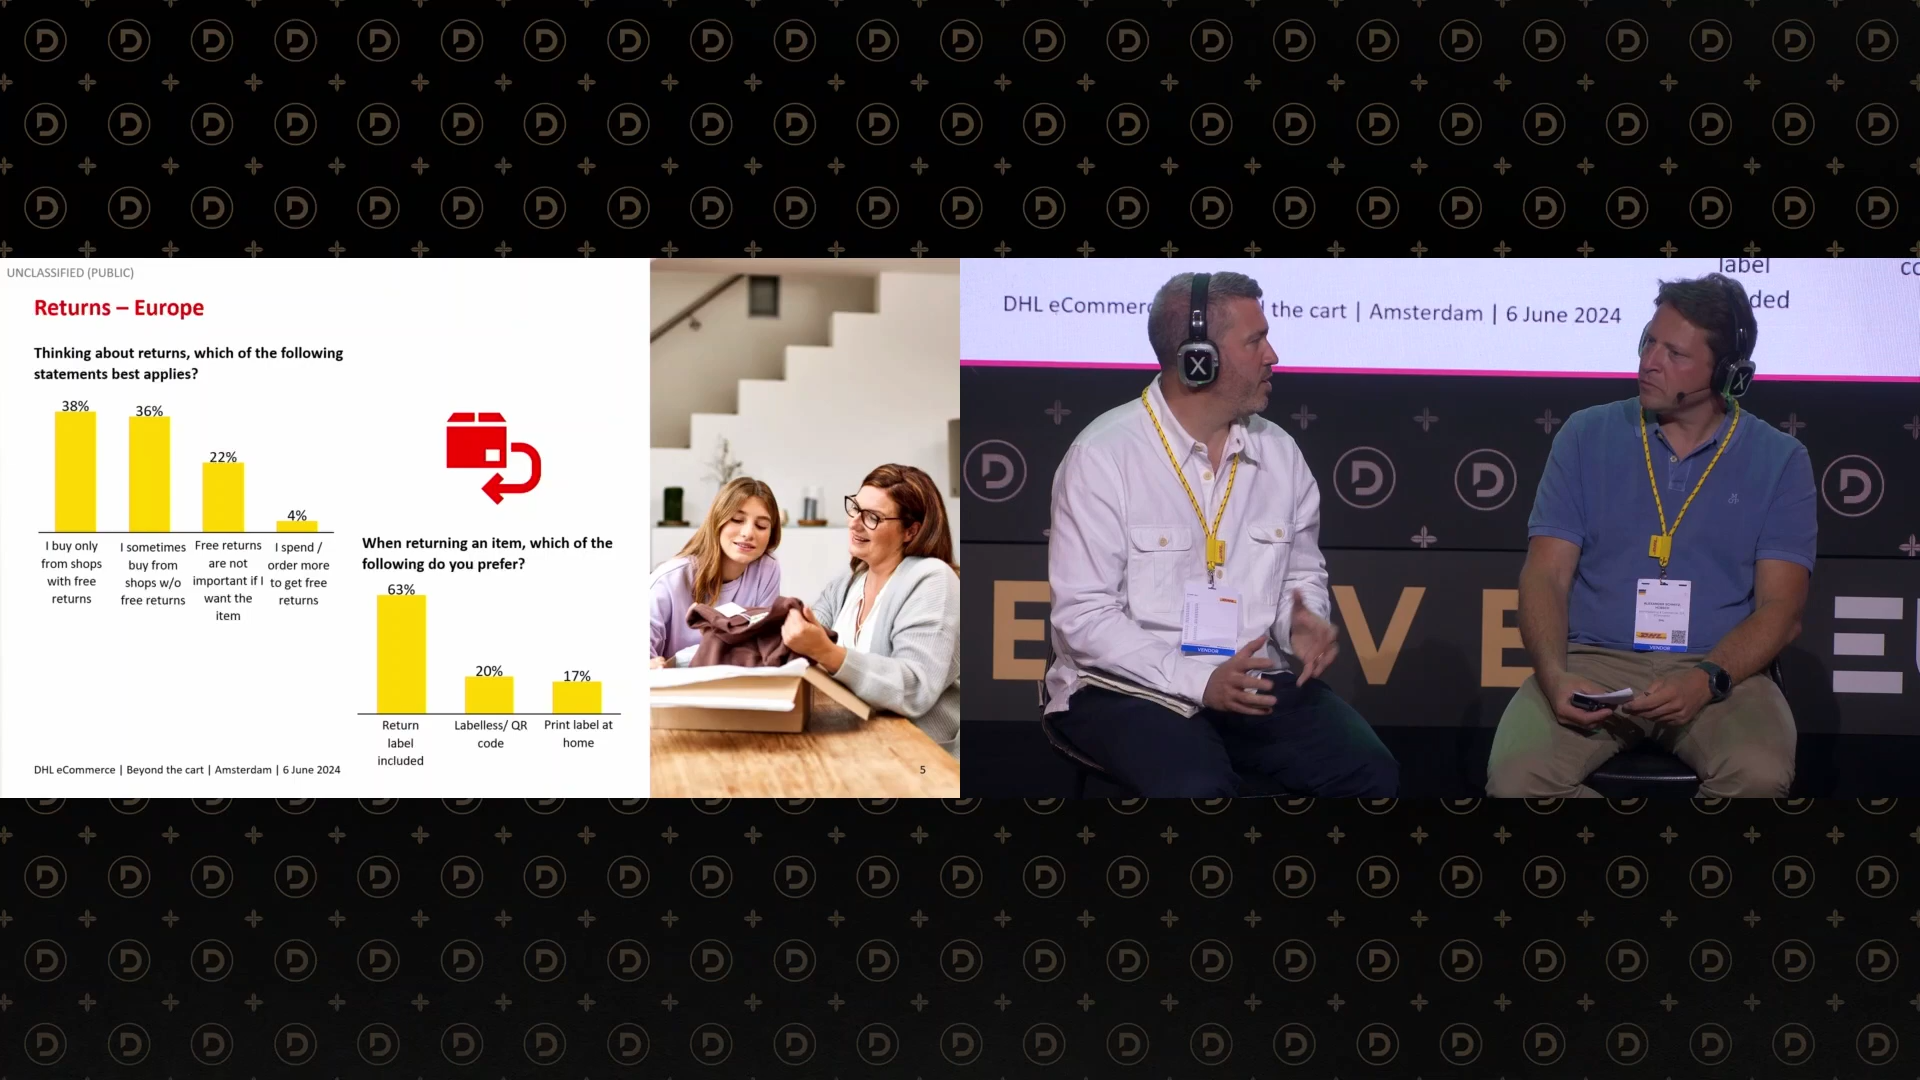 UNCLASSIFIED (PUBLIC)
Returns – Europe
Thinking about returns, which of the following
statements best applies?
38%
36%
22%
4%
I buy only
from shops
with free
returns
I sometimes
buy from
shops w/o
free returns
Free returns
are not
important if I
want the
item
I spend /
order more
to get free
returns
When returning an item, which of the
following do you prefer?
63%
20%
17%
Return
label
included
Labelless/ QR
code
Print label at
home
DHL eCommerce | Beyond the cart | Amsterdam | 6 June 2024
5
label
co
ded
DHL eCommerc
the cart | Amsterdam | 6 June 2024
X
X
E
V
E
E
VENDOR
VENDOR